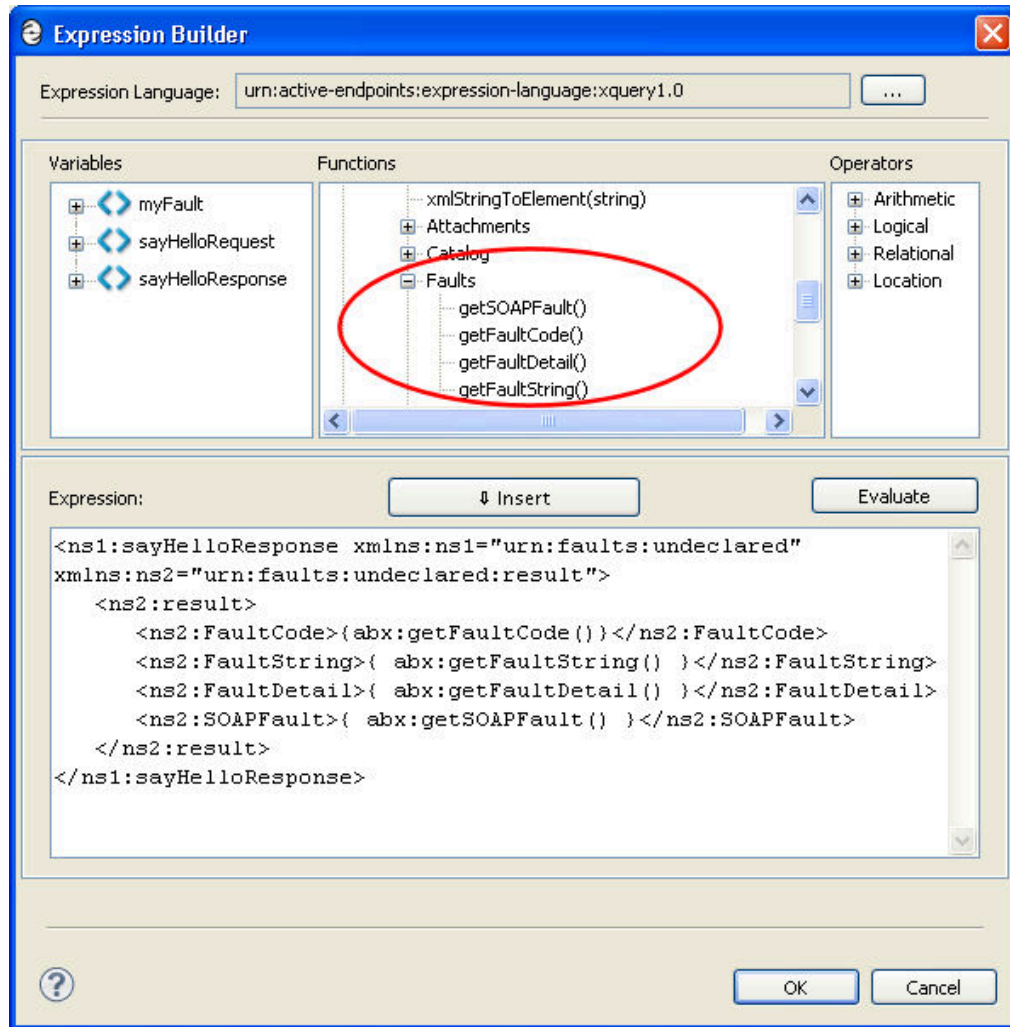 Expression Builder
Expression Language: urn:active-endpoints:expression-language:xquery1.0 ...
Variables
myFault
sayHelloRequest
sayHelloResponse
Functions
xmlStringToElement(string)
Attachments
Catalog
Faults
getSOAPFault()
getFaultCode()
getFaultDetail()
getFaultString()
Operators
Arithmetic
Logical
Relational
Location
Expression:
⇓ Insert
Evaluate
<ns1:sayHelloResponse xmlns:ns1="urn:faults:undeclared"
xmlns:ns2="urn:faults:undeclared:result">
   <ns2:result>
      <ns2:FaultCode>{abx:getFaultCode()}</ns2:FaultCode>
      <ns2:FaultString>{ abx:getFaultString() }</ns2:FaultString>
      <ns2:FaultDetail>{ abx:getFaultDetail() }</ns2:FaultDetail>
      <ns2:SOAPFault>{ abx:getSOAPFault() }</ns2:SOAPFault>
   </ns2:result>
</ns1:sayHelloResponse>
?
OK
Cancel